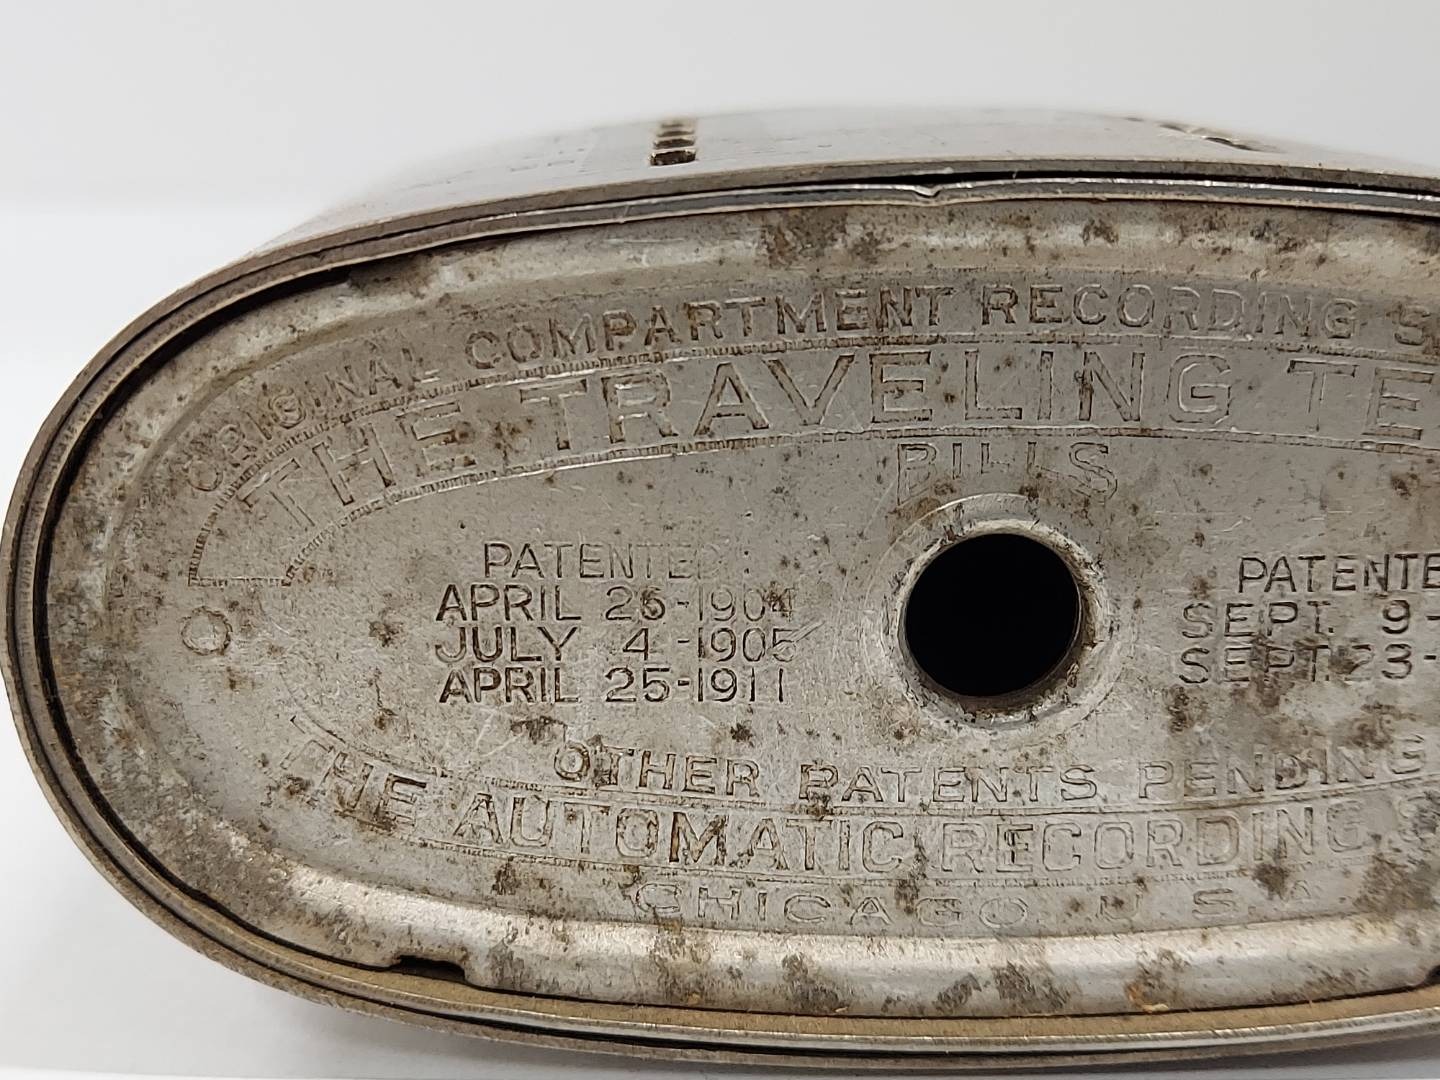 ORIGINAL COMPARTMENT RECORDING S
THE TRAVELING TE
BILLS
PATENTED
APRIL 26-1904
JULY 4-1905
APRIL 25-1911
PATENTE
SEPT. 9-
SEPT. 23-
OTHER PATENTS PENDING
THE AUTOMATIC RECORDING S
CHICAGO. U.S.A.